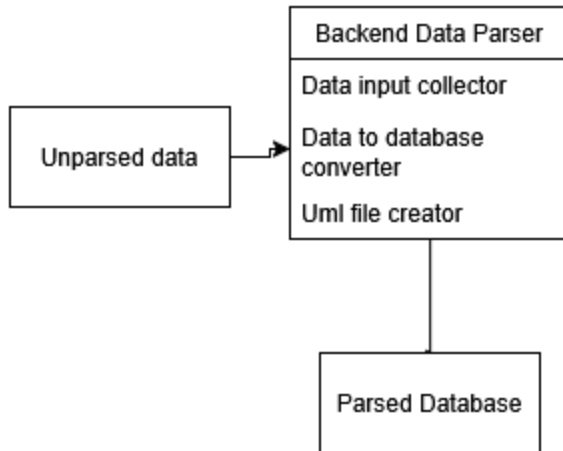 Backend Data Parser
Data input collector
Unparsed data
Data to database
converter
Uml file creator
Parsed Database